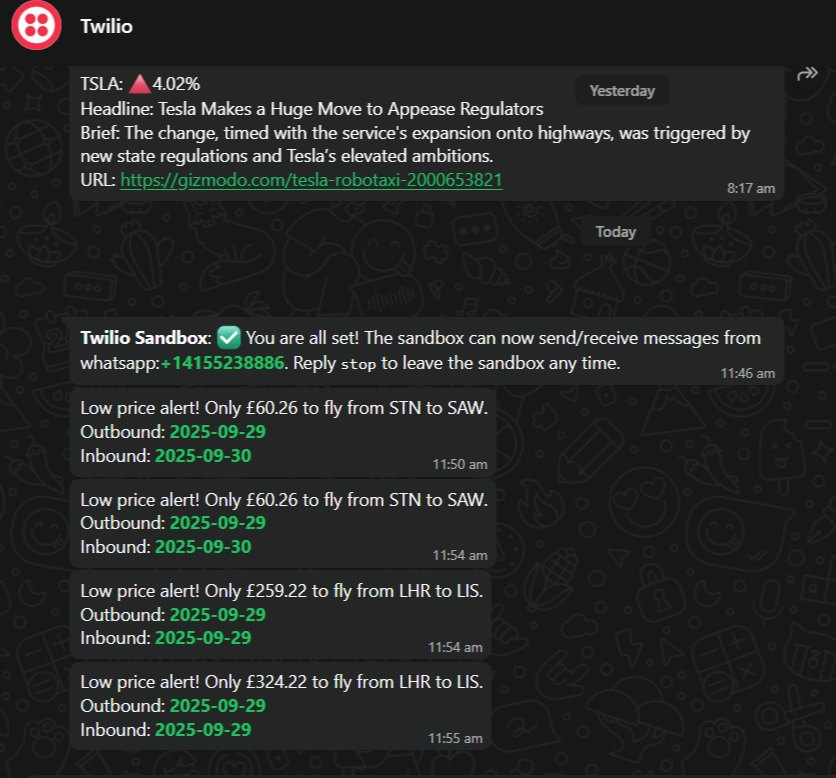 Twilio
TSLA: 🔺4.02%
Yesterday
Headline: Tesla Makes a Huge Move to Appease Regulators
Brief: The change, timed with the service's expansion onto highways, was triggered by
new state regulations and Tesla’s elevated ambitions.
URL: https://gizmodo.com/tesla-robotaxi-2000653821
8:17 am
Today
Twilio Sandbox: ✅ You are all set! The sandbox can now send/receive messages from
whatsapp:+14155238886. Reply stop to leave the sandbox any time.
11:46 am
Low price alert! Only £60.26 to fly from STN to SAW.
Outbound: 2025-09-29
Inbound: 2025-09-30
11:50 am
Low price alert! Only £60.26 to fly from STN to SAW.
Outbound: 2025-09-29
Inbound: 2025-09-30
11:54 am
Low price alert! Only £259.22 to fly from LHR to LIS.
Outbound: 2025-09-29
Inbound: 2025-09-29
11:54 am
Low price alert! Only £324.22 to fly from LHR to LIS.
Outbound: 2025-09-29
Inbound: 2025-09-29
11:55 am